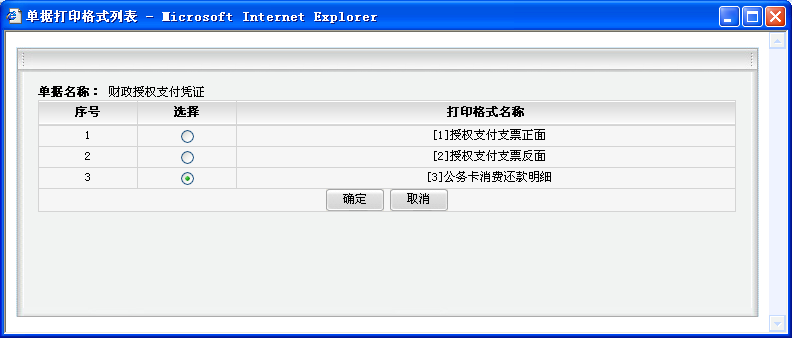 单据打印格式列表 - Microsoft Internet Explorer
单据名称： 财政授权支付凭证
序号 选择 打印格式名称
1 [1]授权支付支票正面
2 [2]授权支付支票反面
3 [3]公务卡消费还款明细
确定 取消